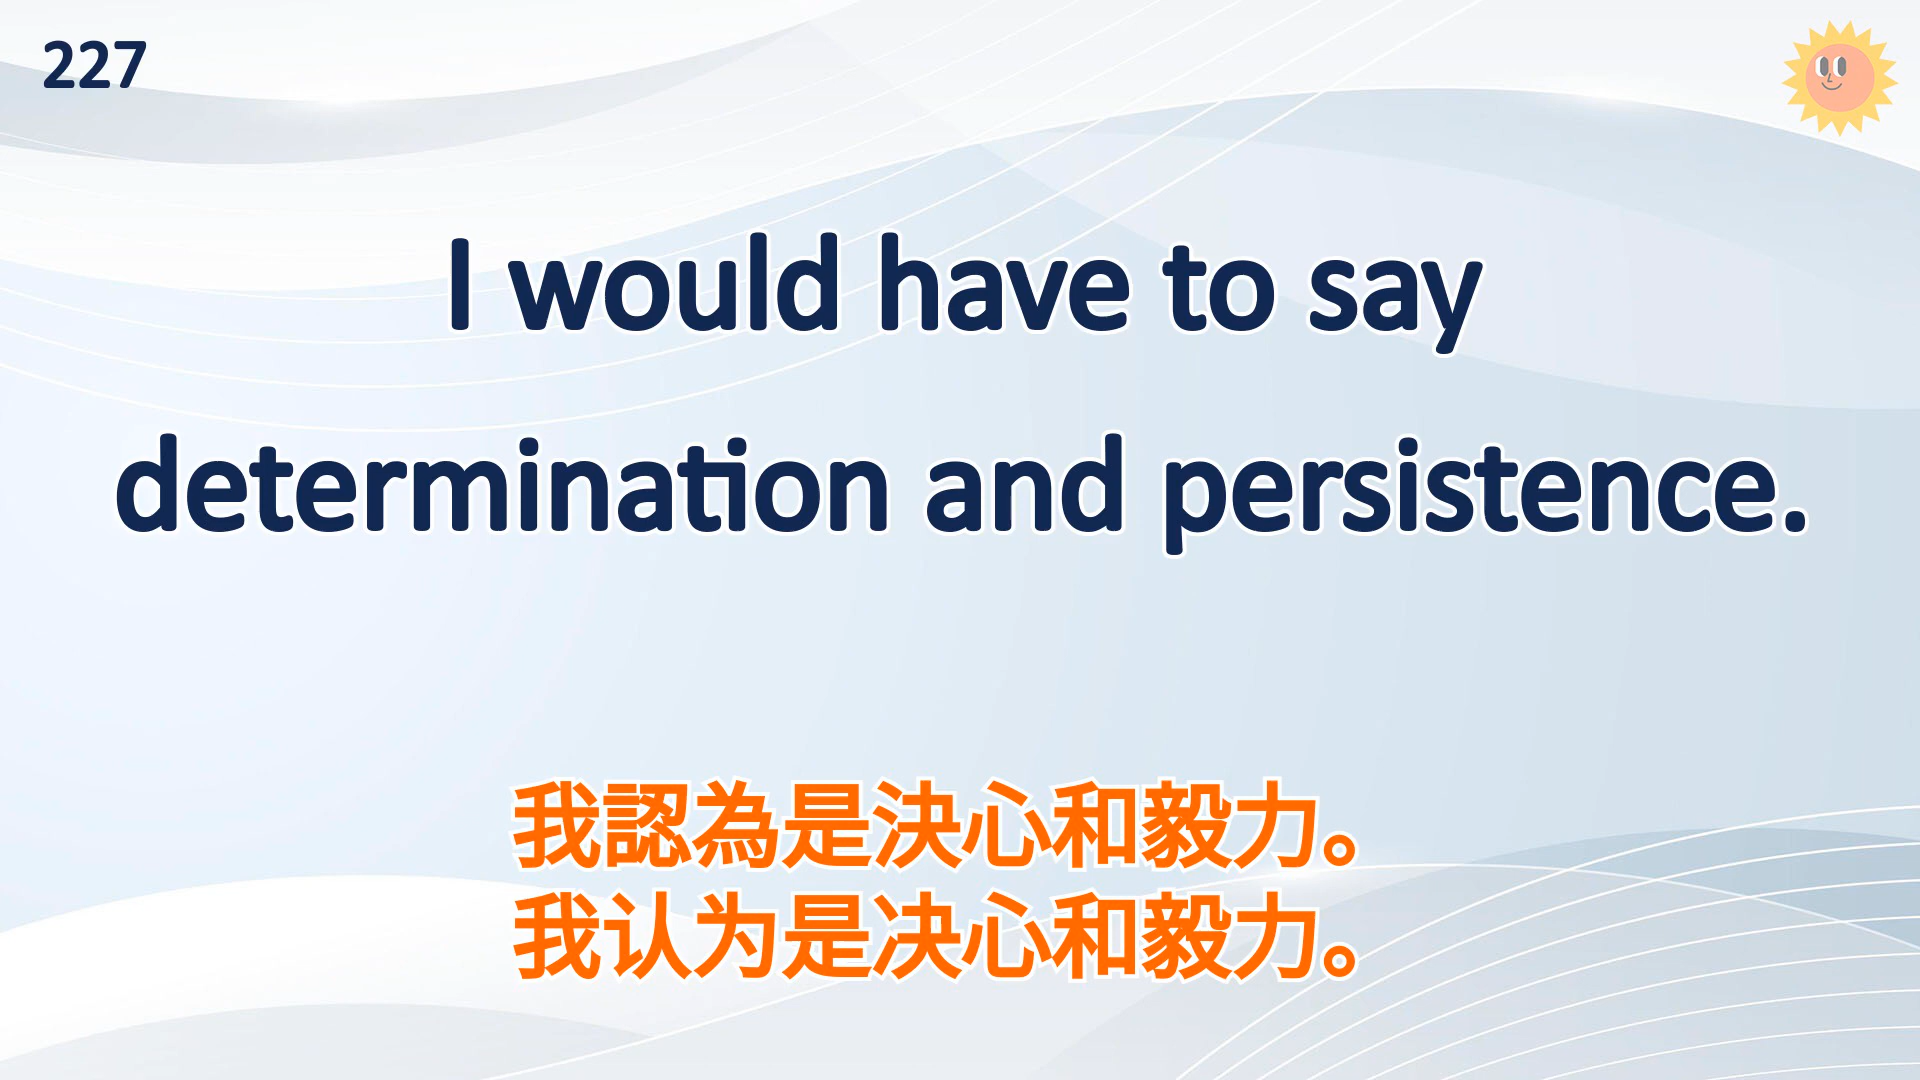 227
I would have to say
determination and persistence.
我認為是決心和毅力。
我认为是决心和毅力。